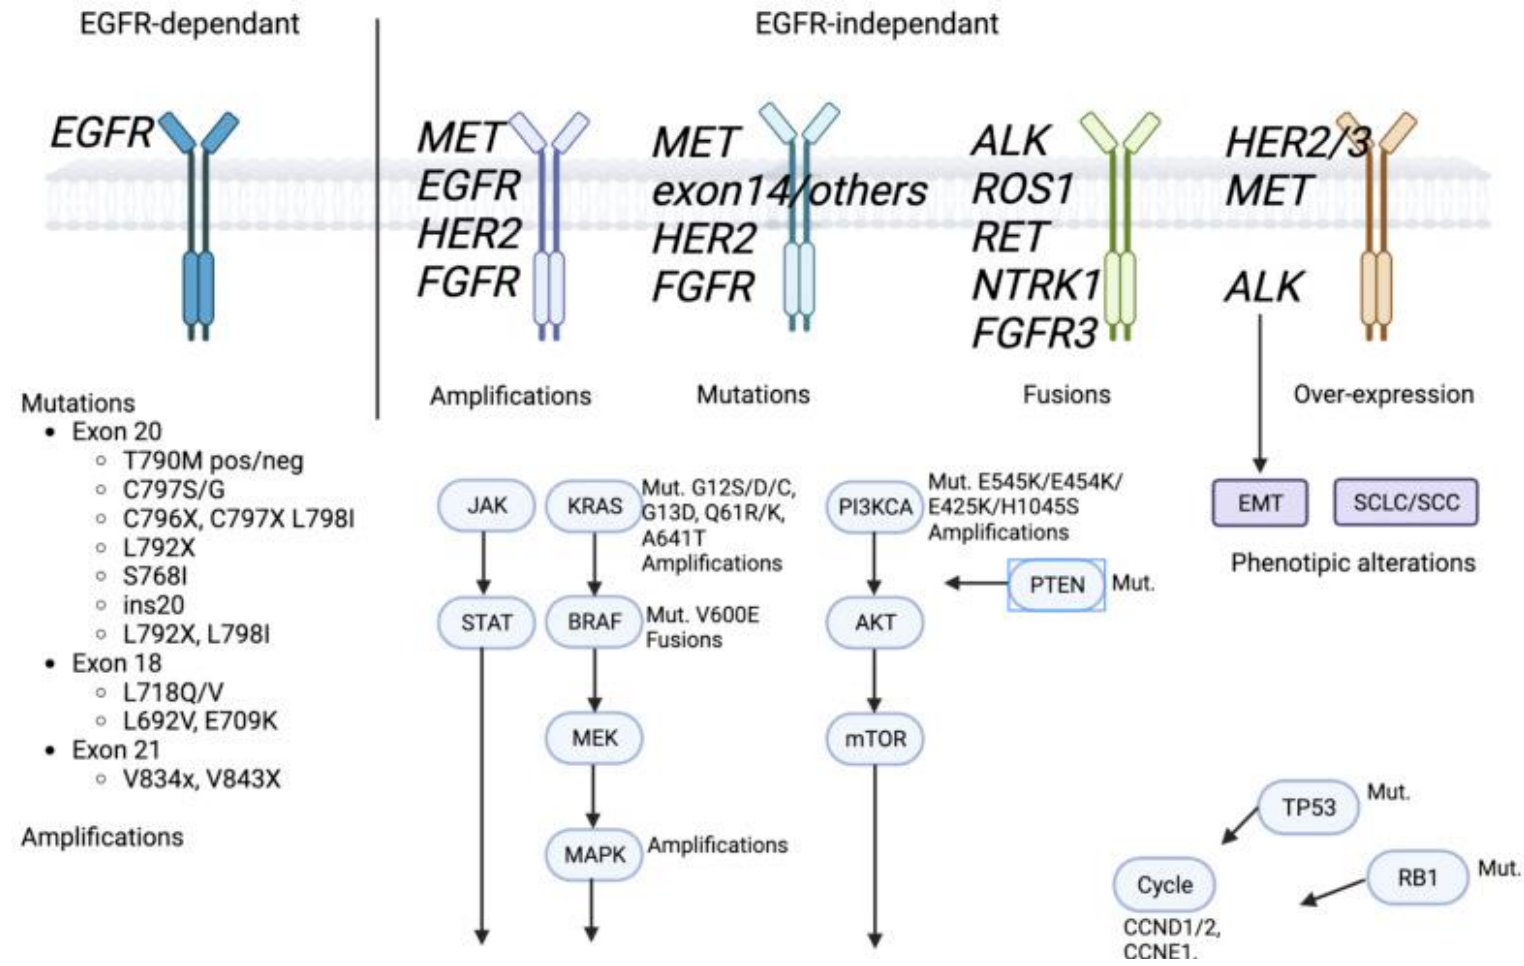 EGFR-dependant
EGFR-independant
EGFR
MET
EGFR
HER2
FGFR
MET
exon14/others
HER2
FGFR
ALK
ROS1
RET
NTRK1
FGFR3
HER2/3
MET
ALK
Mutations
• Exon 20
○ T790M pos/neg
○ C797S/G
○ C796X, C797X L798I
○ L792X
○ S768I
○ ins20
○ L792X, L798I
• Exon 18
○ L718Q/V
○ L692V, E709K
• Exon 21
○ V834x, V843X
Amplifications
Amplifications
Mutations
Fusions
Over-expression
JAK
STAT
KRAS
Mut. G12S/D/C,
G13D, Q61R/K,
A641T
Amplifications
BRAF
Mut. V600E
Fusions
MEK
MAPK
Amplifications
PI3KCA
Mut. E545K/E454K/
E425K/H1045S
Amplifications
PTEN
Mut.
AKT
mTOR
EMT
SCLC/SCC
Phenotipic alterations
TP53
Mut.
RB1
Mut.
Cycle
CCND1/2,
CCNE1.